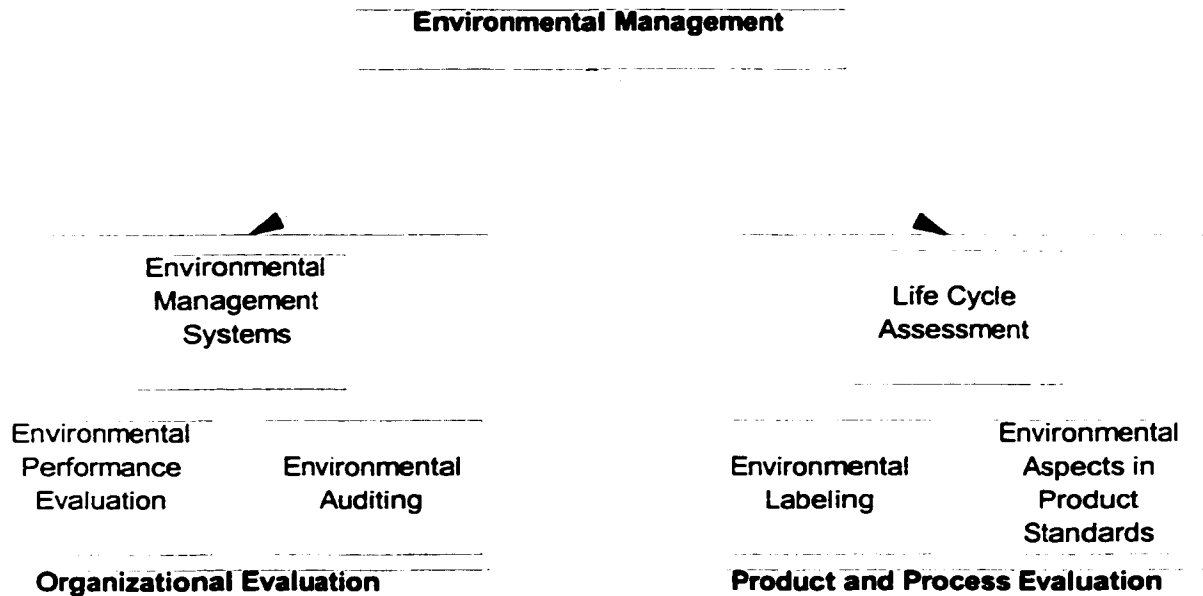 Environmental Management
Environmental
Management
Systems
Life Cycle
Assessment
Environmental
Performance
Evaluation
Environmental
Auditing
Environmental
Labeling
Environmental
Aspects in
Product
Standards
Organizational Evaluation
Product and Process Evaluation